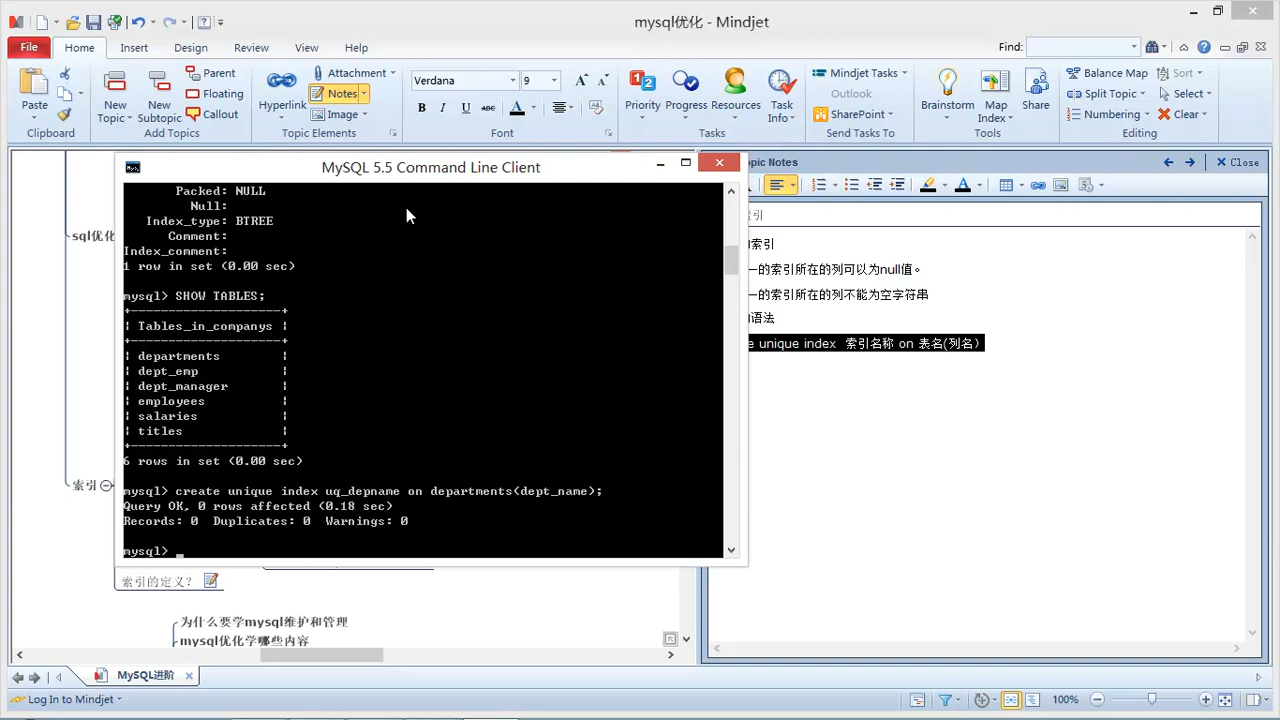 mysql优化 - Mindjet
File Home Insert Design Review View Help Find:
Paste
Clipboard
New Topic New Subtopic Parent Floating Callout
Add Topics
Hyperlink Attachment Notes Image
Topic Elements
Verdana 9
B I U abc A
Font
Priority Progress Resources Task Info
Tasks
Mindjet Tasks
Outlook
SharePoint
Send Tasks To
Brainstorm Map Index Share
Tools
Balance Map Sort
Split Topic Select
Numbering Clear
Editing
MySQL 5.5 Command Line Client
Packed: NULL
Null:
Index_type: BTREE
Comment:
Index_comment:
1 row in set (0.00 sec)
mysql> SHOW TABLES;
+---------------------+
| Tables_in_companys |
+---------------------+
| departments |
| dept_emp |
| dept_manager |
| employees |
| salaries |
| titles |
+---------------------+
6 rows in set (0.00 sec)
mysql> create unique index uq_depname on departments(dept_name);
Query OK, 0 rows affected (0.18 sec)
Records: 0 Duplicates: 0 Warnings: 0
mysql>
opic Notes
Close
索引
的索引
一的索引所在的列可以为null值。
一的索引所在的列不能为空字符串
语法
e unique index 索引名称 on 表名(列名)
sql优化
索引
索引的定义?
为什么要学mysql维护和管理
mysql优化学哪些内容
MySQL进阶
Log In to Mindjet
100%